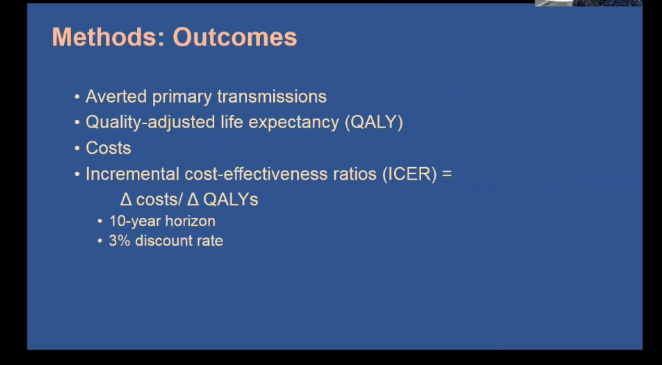 Methods: Outcomes
• Averted primary transmissions
• Quality-adjusted life expectancy (QALY)
• Costs
• Incremental cost-effectiveness ratios (ICER) =
Δ costs/ Δ QALYs
• 10-year horizon
• 3% discount rate